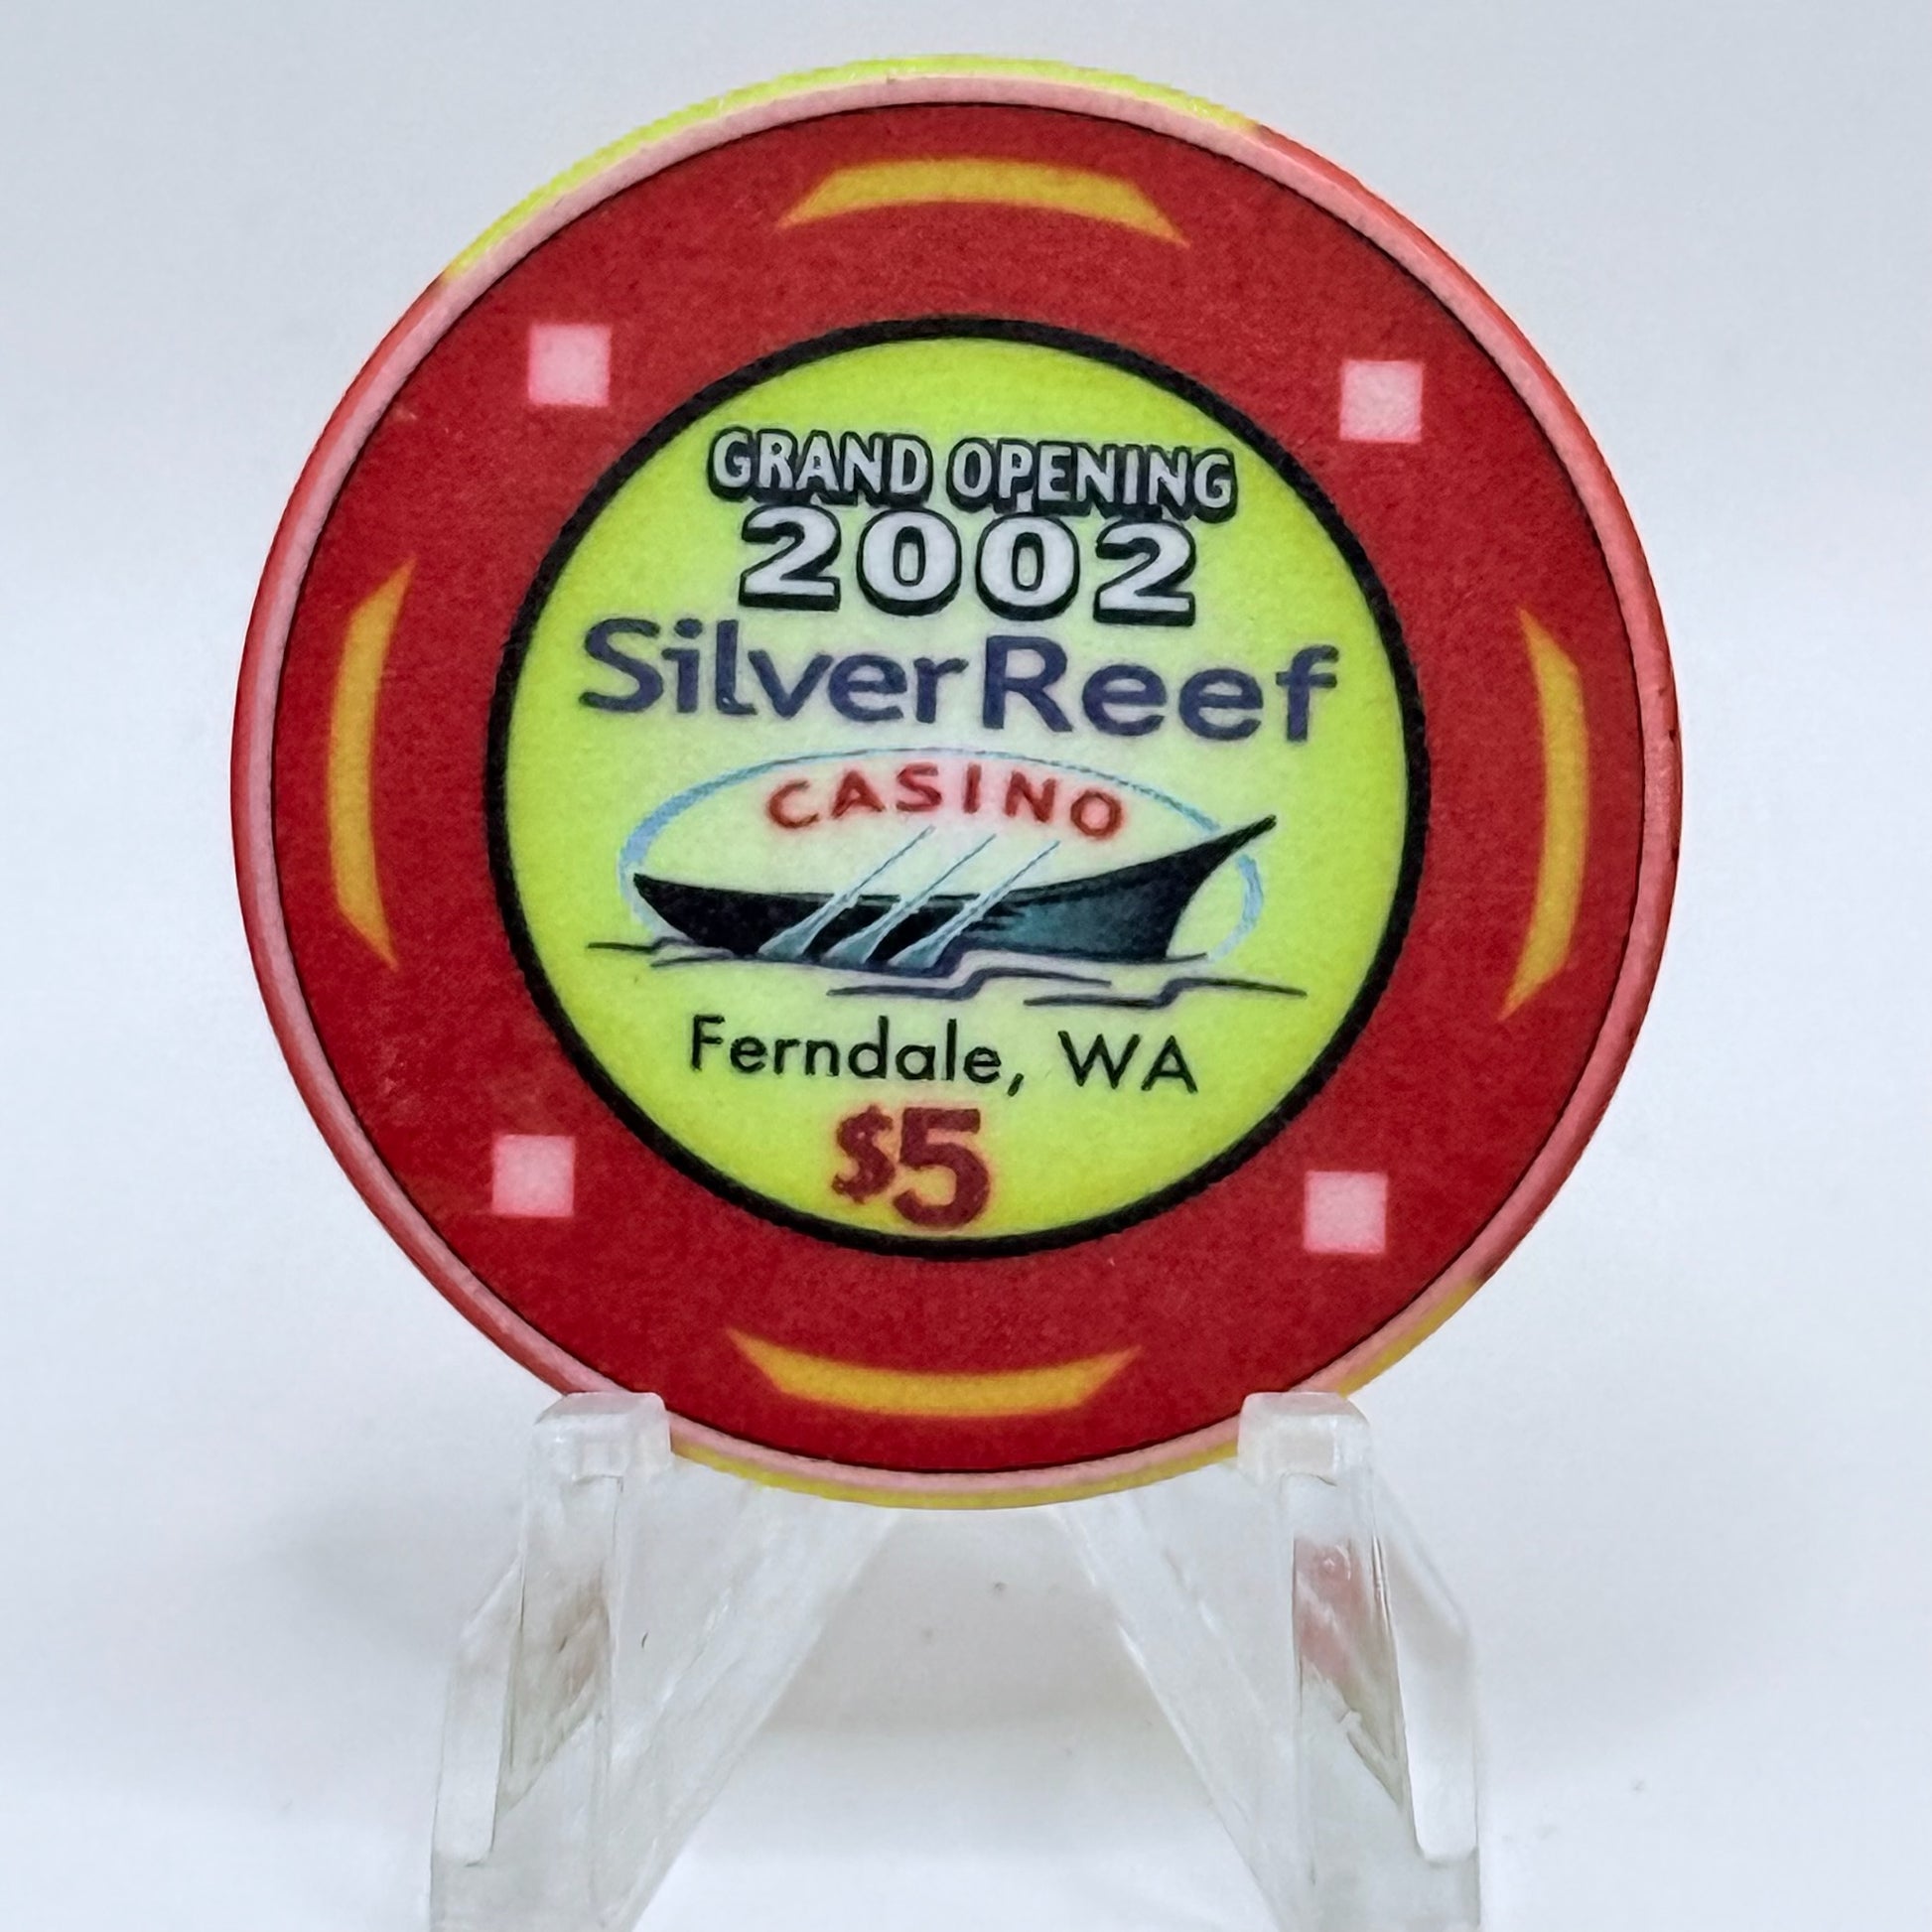 GRAND OPENING
2002
SilverReef
CASINO
Ferndale, WA
$5